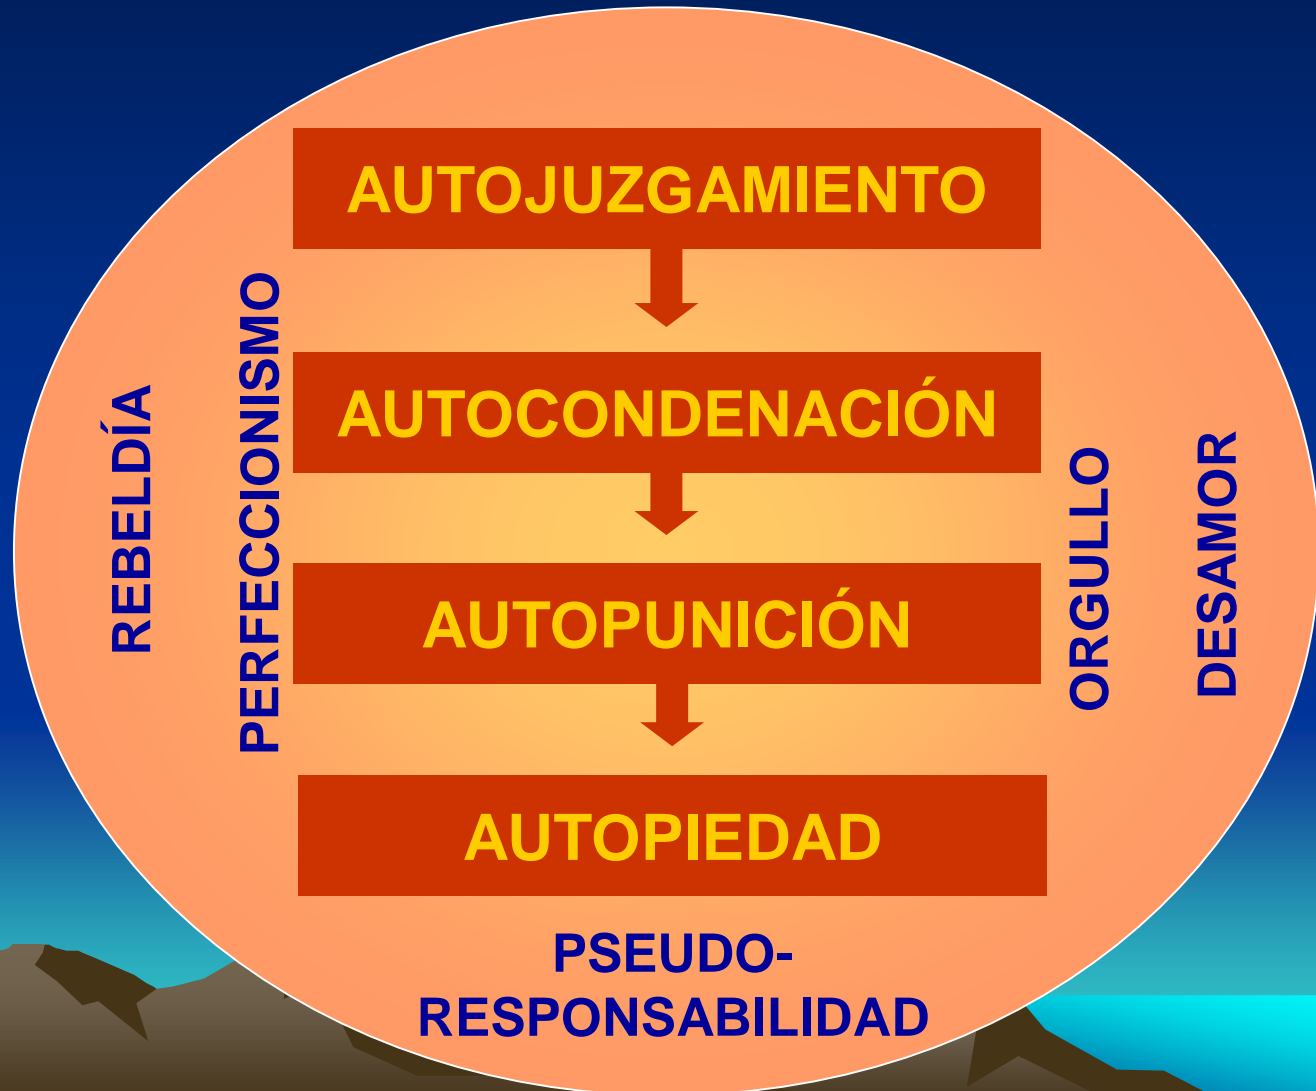 AUTOJUZGAMIENTO
REBELDÍA
PERFECCIONISMO
AUTOCONDENACIÓN
AUTOPUNICIÓN
ORGULLO
DESAMOR
AUTOPIEDAD
PSEUDO-
RESPONSABILIDAD